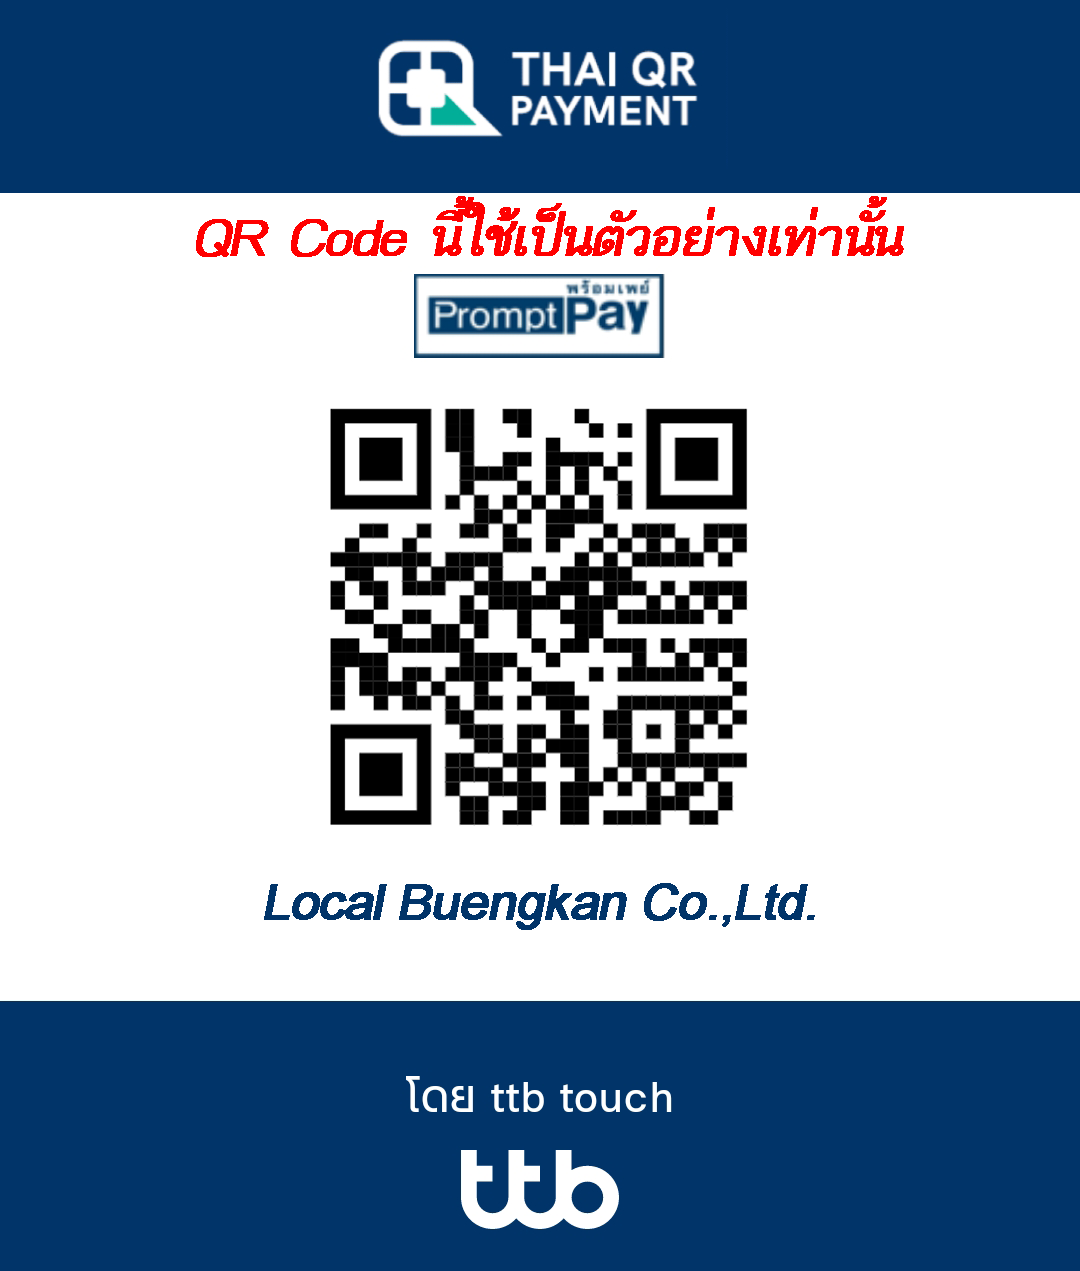 THAI QR
PAYMENT
QR Code นี้ใช้เป็นตัวอย่างเท่านั้น
พร้อมเพย์
PromptPay
Local Buengkan Co.,Ltd.
โดย ttb touch
ttb